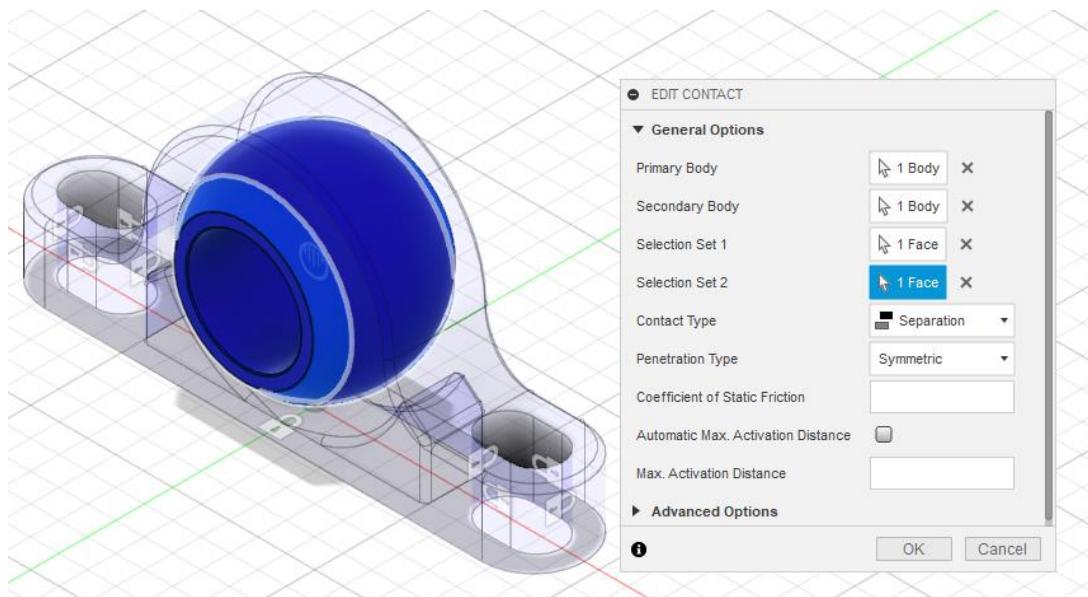 EDIT CONTACT
General Options
Primary Body 1 Body
Secondary Body 1 Body
Selection Set 1 1 Face
Selection Set 2 1 Face
Contact Type Separation
Penetration Type Symmetric
Coefficient of Static Friction
Automatic Max. Activation Distance
Max. Activation Distance
Advanced Options
OK Cancel